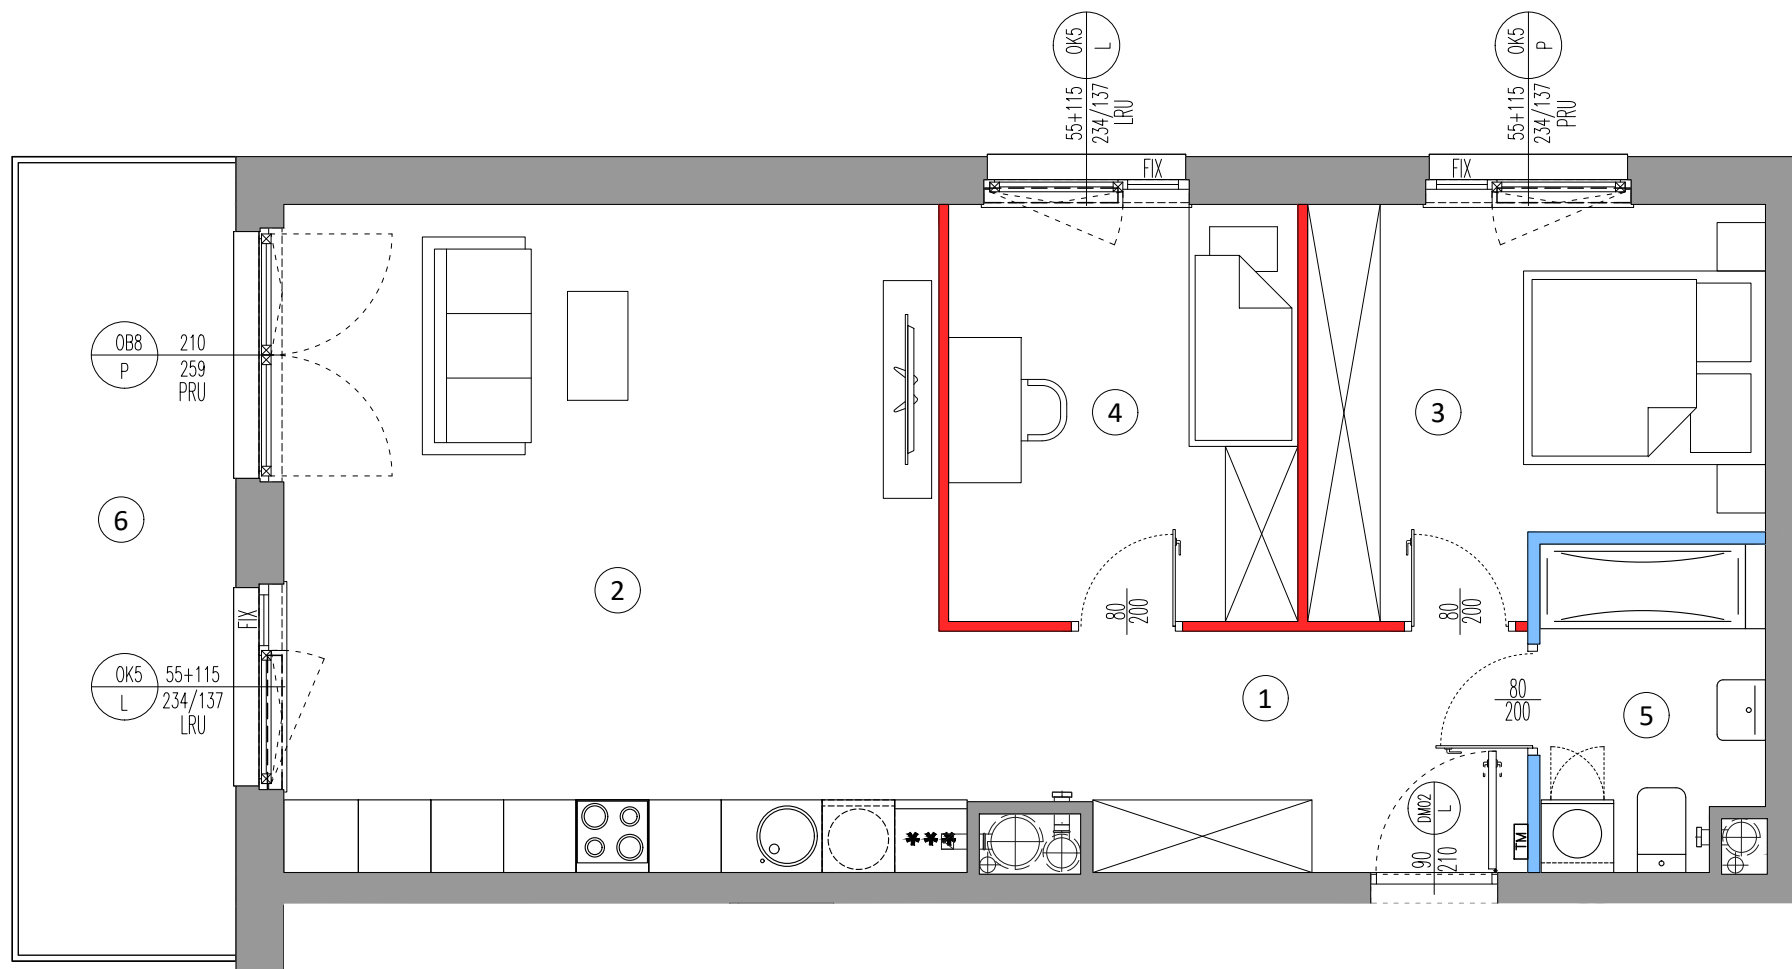 OK5
L
55+115
234/137
LRU
OK5
P
55+115
234/137
PRU
FIX
FIX
OB8
P
210
259
PRU
4
3
6
2
80
200
80
200
FIX
OK5
L
55+115
234/137
LRU
1
80
200
5
DM02
L
TM
90
210